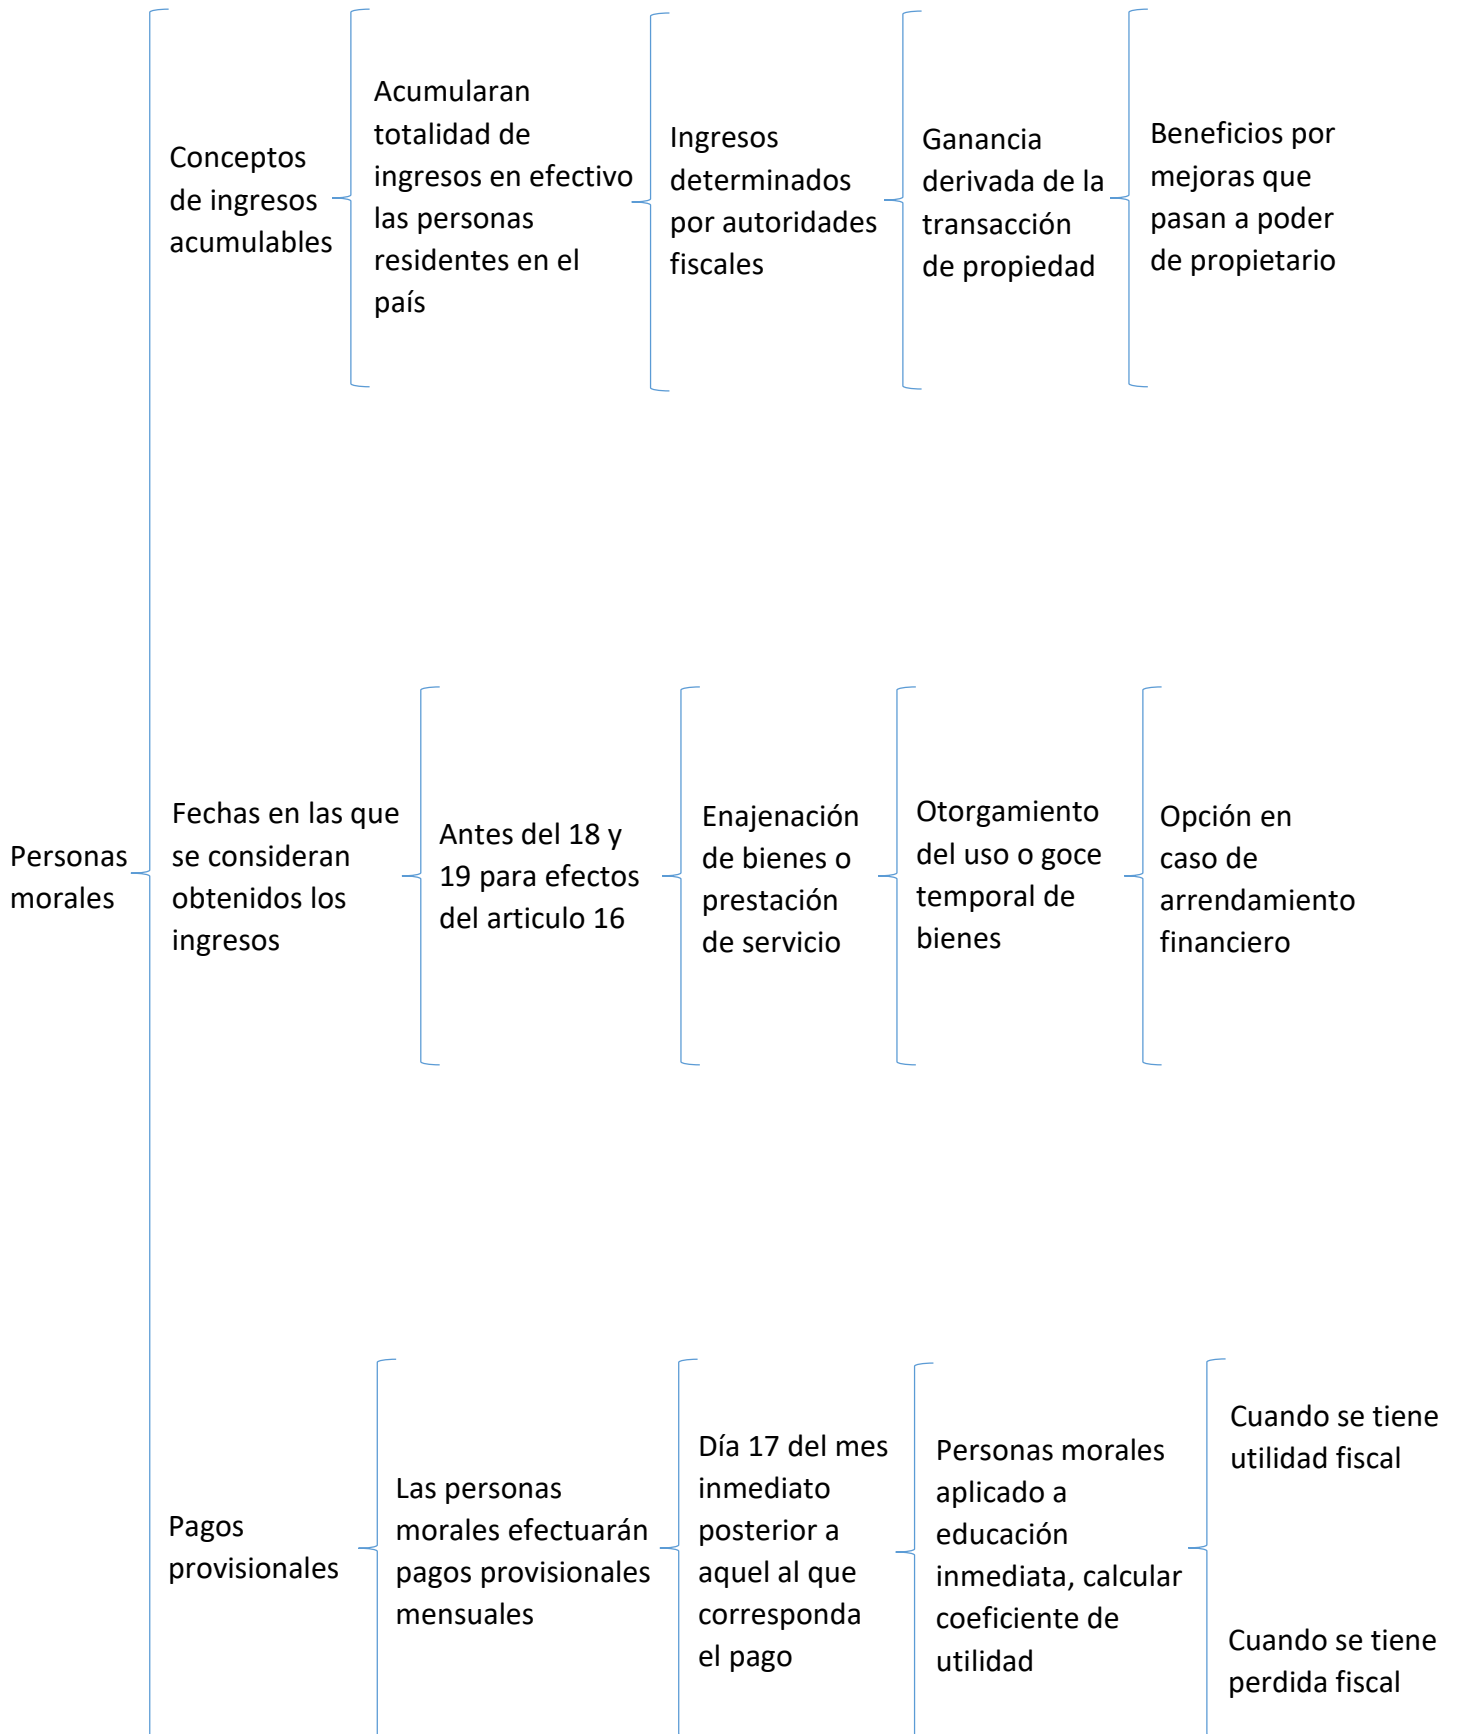 Personas
morales
Conceptos
de ingresos
acumulables
Acumularan
totalidad de
ingresos en efectivo
las personas
residentes en el
país
Ingresos
determinados
por autoridades
fiscales
Ganancia
derivada de la
transacción
de propiedad
Beneficios por
mejoras que
pasan a poder
de propietario
Fechas en las que
se consideran
obtenidos los
ingresos
Antes del 18 y
19 para efectos
del articulo 16
Enajenación
de bienes o
prestación
de servicio
Otorgamiento
del uso o goce
temporal de
bienes
Opción en
caso de
arrendamiento
financiero
Pagos
provisionales
Las personas
morales efectuarán
pagos provisionales
mensuales
Día 17 del mes
inmediato
posterior a
aquel al que
corresponda
el pago
Personas morales
aplicado a
educación
inmediata, calcular
coeficiente de
utilidad
Cuando se tiene
utilidad fiscal
Cuando se tiene
perdida fiscal